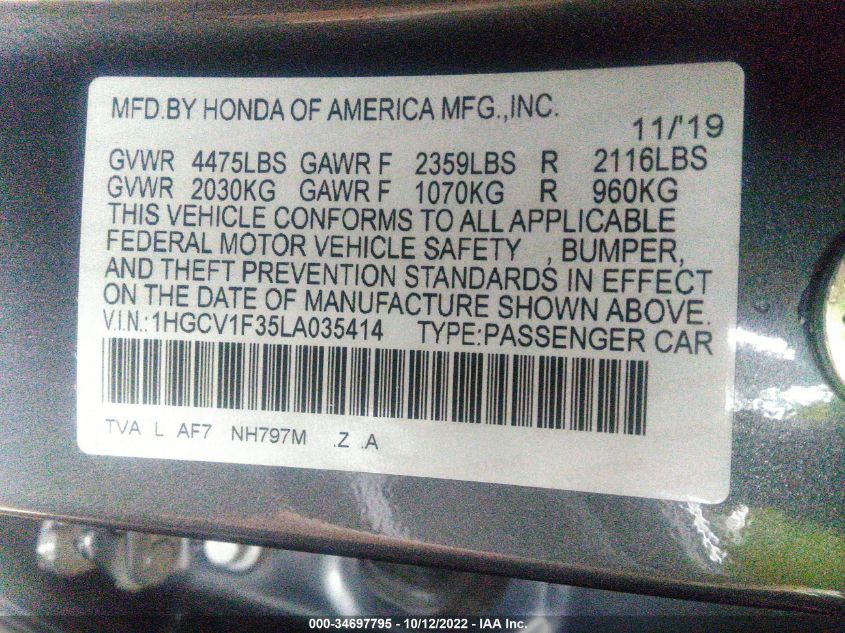 MFD.BY HONDA OF AMERICA MFG.,INC.
11/'19
GVWR 4475LBS GAWR F 2359LBS R 2116LBS
GVWR 2030KG GAWR F 1070KG R 960KG
THIS VEHICLE CONFORMS TO ALL APPLICABLE
FEDERAL MOTOR VEHICLE SAFETY , BUMPER,
AND THEFT PREVENTION STANDARDS IN EFFECT
ON THE DATE OF MANUFACTURE SHOWN ABOVE.
V.I.N.:1HGCV1F35LA035414 TYPE:PASSENGER CAR
TVA L AF7 NH797M .Z .A
000-34697795 - 10/12/2022 - IAA Inc.